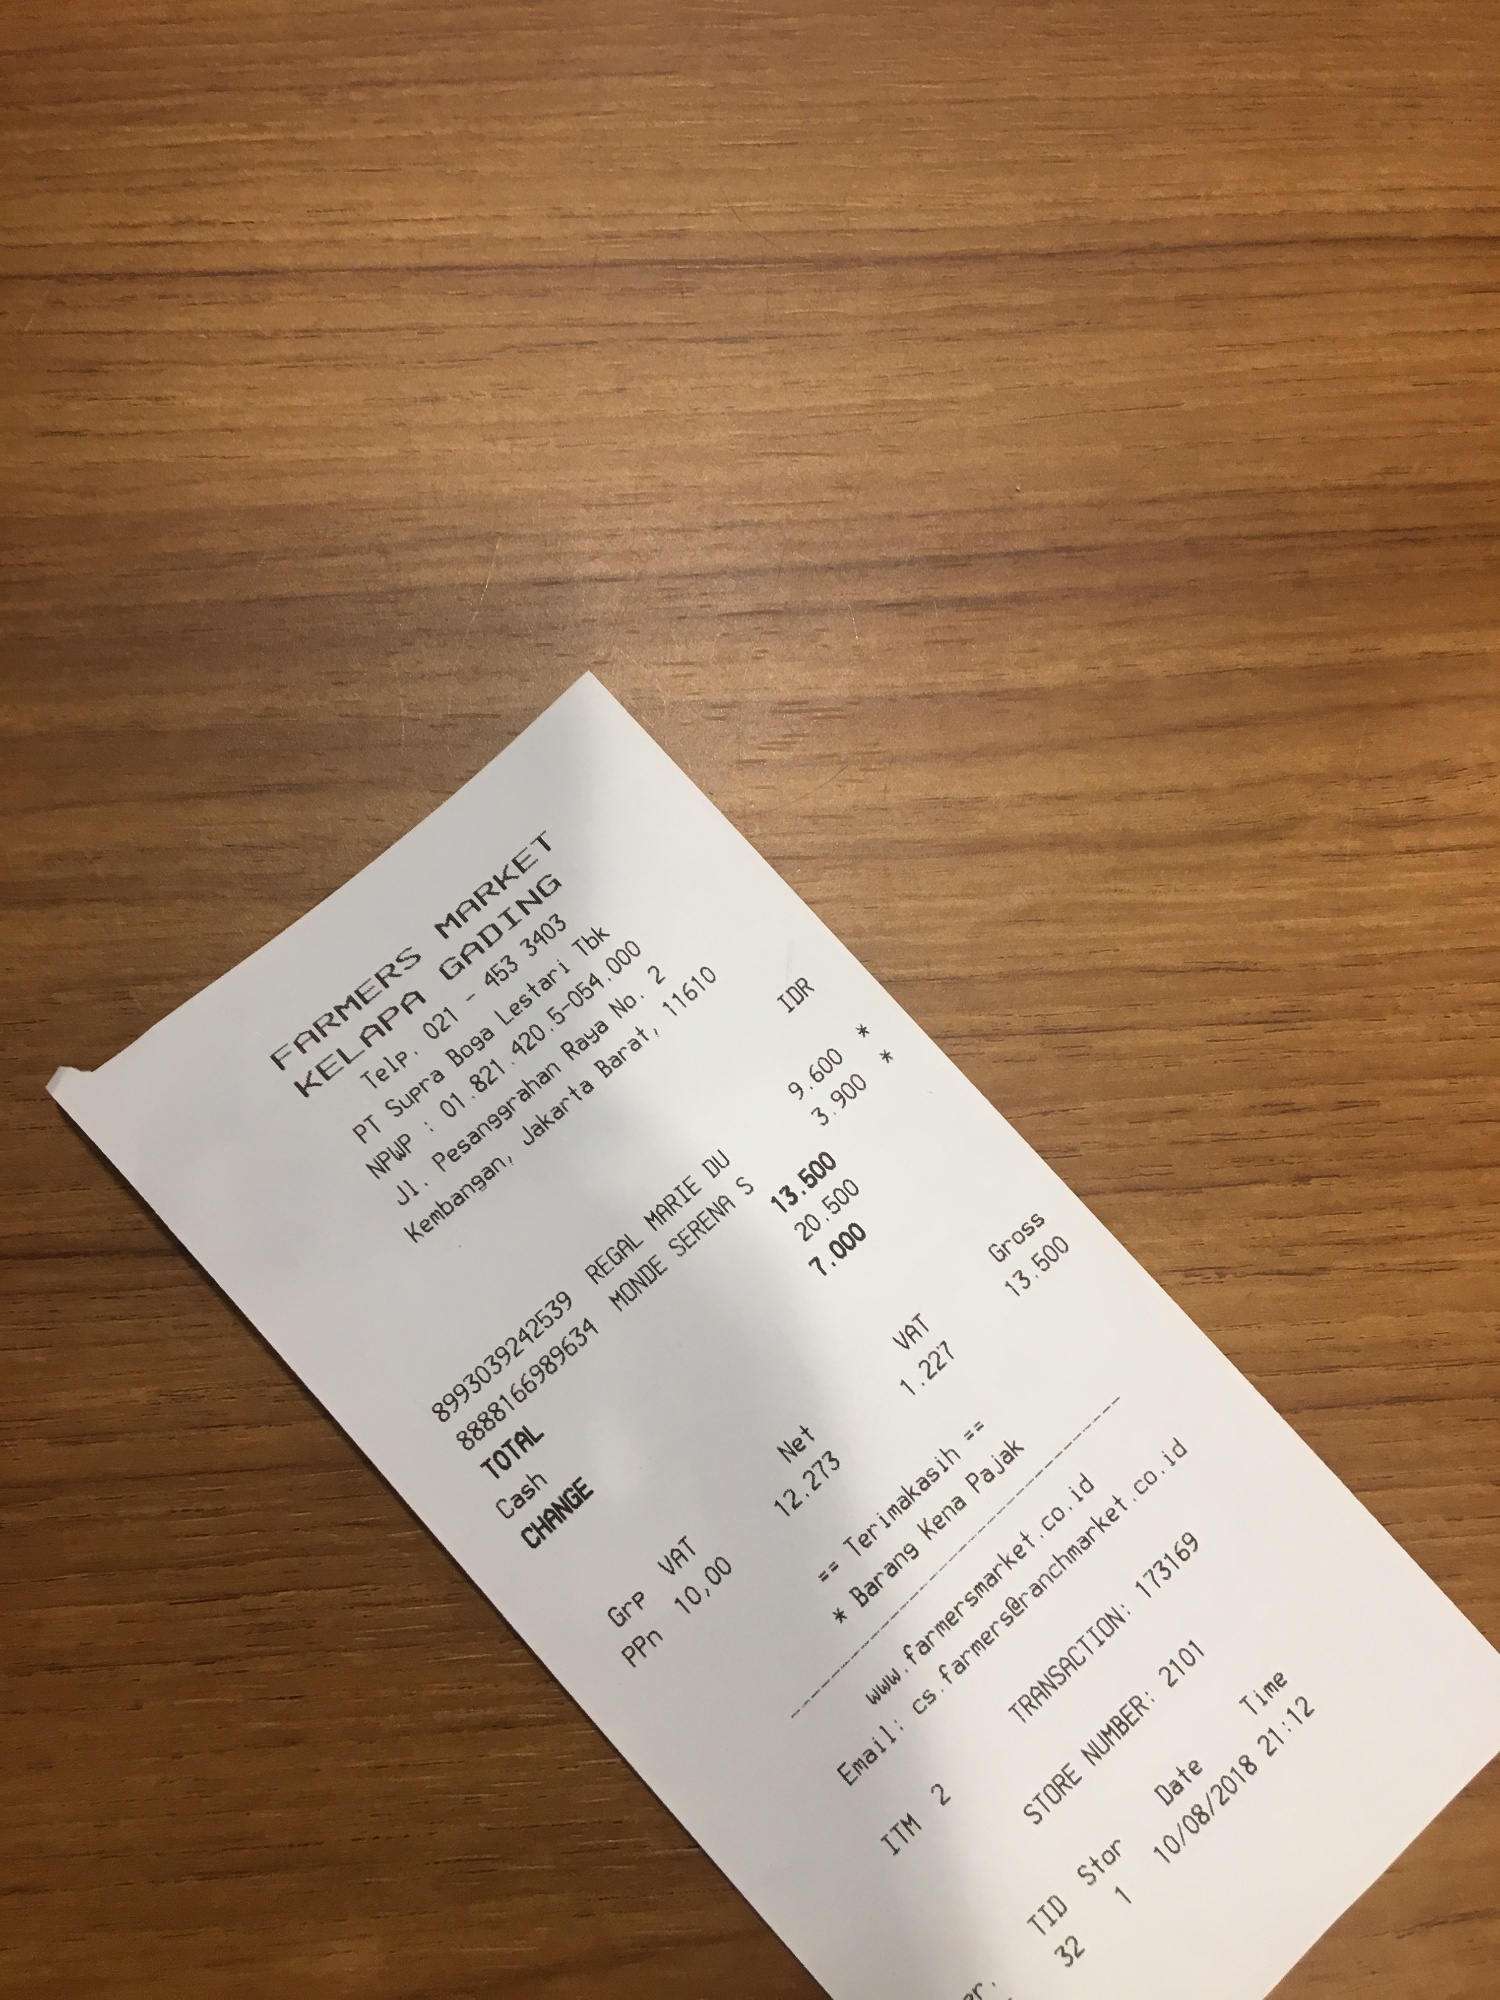 FARMERS MARKET
KELAPA GADING
Telp. 021 - 453 3403
PT Supra Boga Lestari Tbk
NPWP : 01.821.420.5-054.000
Jl. Pesanggrahan Raya No. 2
Kembangan, Jakarta Barat, 11610
IDR
8993039242539 REGAL MARIE DU 9.600 *
8888166989634 MONDE SERENA S 3.900 *
TOTAL 13.500
Cash 20.500
CHANGE 7.000
Grp VAT Net VAT Gross
PPn 10,00 12.273 1.227 13.500
== Terimakasih ==
* Barang Kena Pajak
--------------------------------
www.farmersmarket.co.id
Email: cs.farmers@ranchmarket.co.id
ITM 2 TRANSACTION: 173169
STORE NUMBER: 2101
TID Stor Date Time
32 1 10/08/2018 21:12